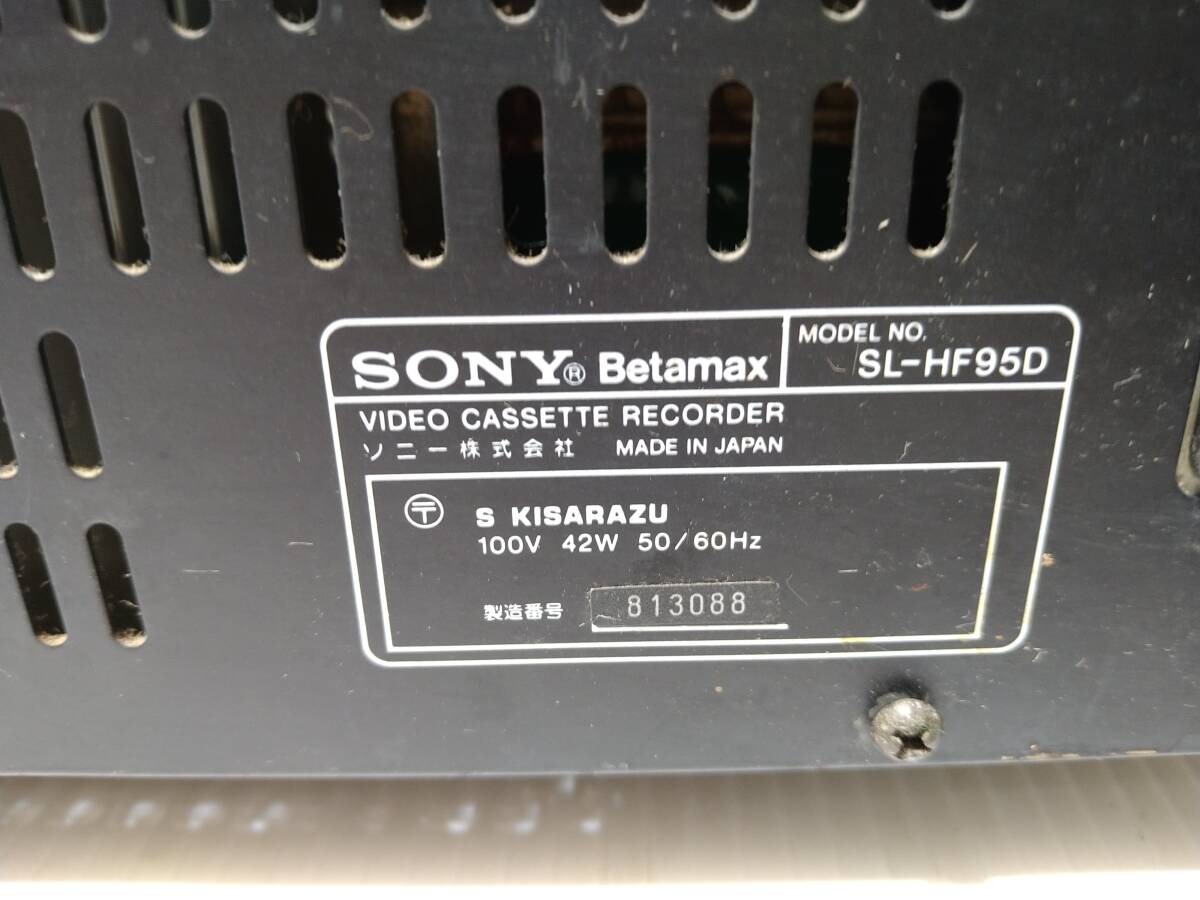 SONY® Betamax
MODEL NO.
SL-HF95D
VIDEO CASSETTE RECORDER
ソニー株式会社 MADE IN JAPAN
〒 S KISARAZU
100V 42W 50/60Hz
製造番号 813088